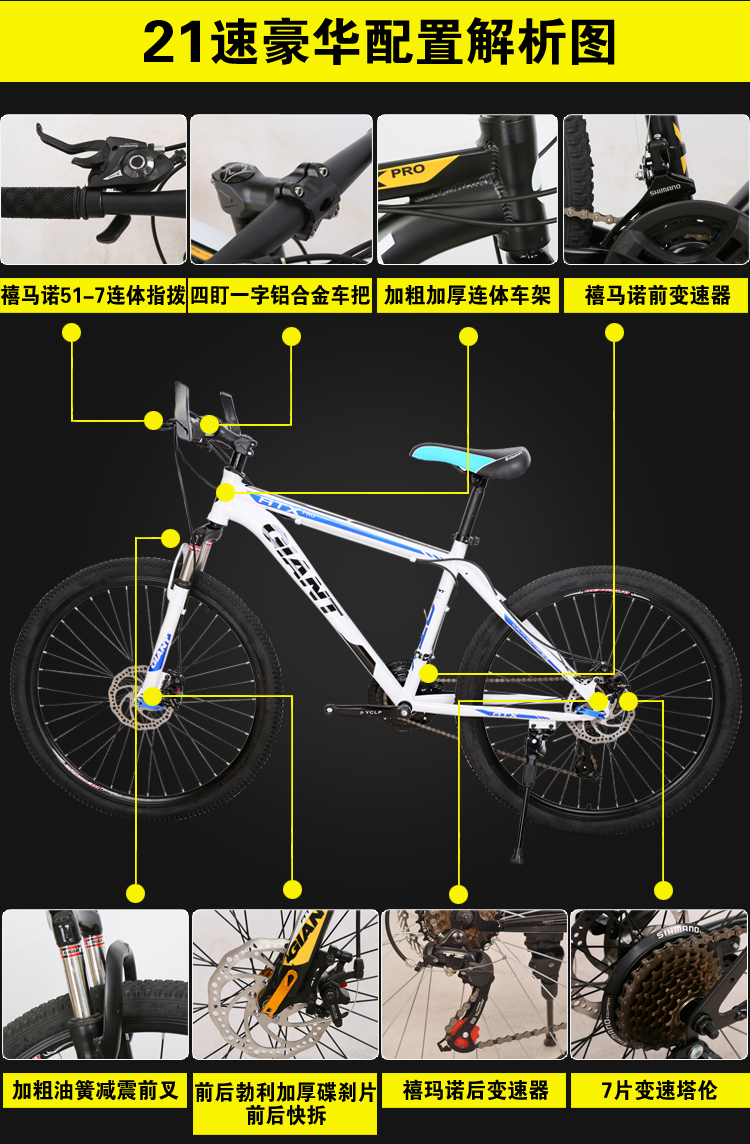 21速豪华配置解析图
PRO
SHIMANO
禧马诺51-7连体指拨
四盯一字铝合金车把
加粗加厚连体车架
禧马诺前变速器
GIANT
GIANT
ATX
GIAN
SIXMANO
加粗油簧减震前叉
前后勃利加厚碟刹片
前后快拆
禧玛诺后变速器
7片变速塔伦